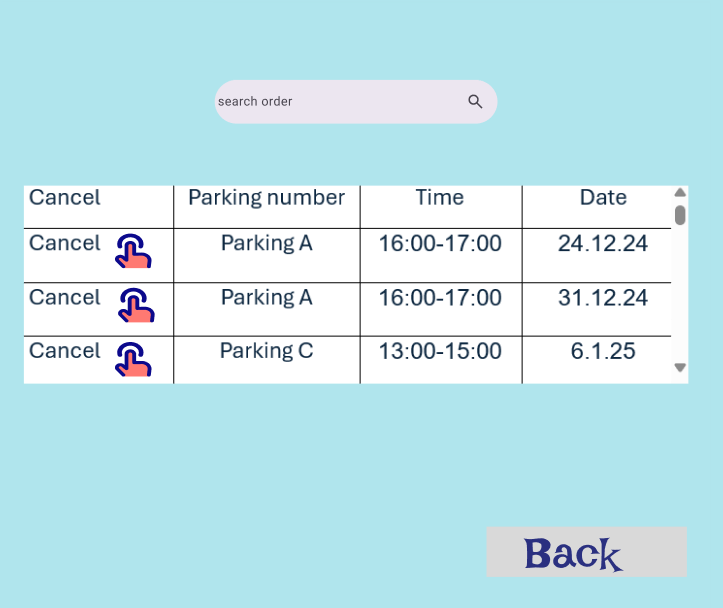 search order
Cancel Parking number Time Date
Cancel Parking A 16:00-17:00 24.12.24
Cancel Parking A 16:00-17:00 31.12.24
Cancel Parking C 13:00-15:00 6.1.25
Back